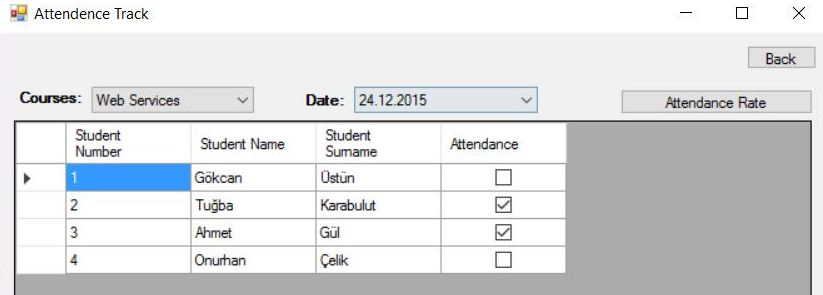 Attendence Track
Back
Courses: Web Services Date: 24.12.2015 Attendance Rate
Student Number Student Name Student Surname Attendance
1 Gökcan Üstün
2 Tuğba Karabulut
3 Ahmet Gül
4 Onurhan Çelik